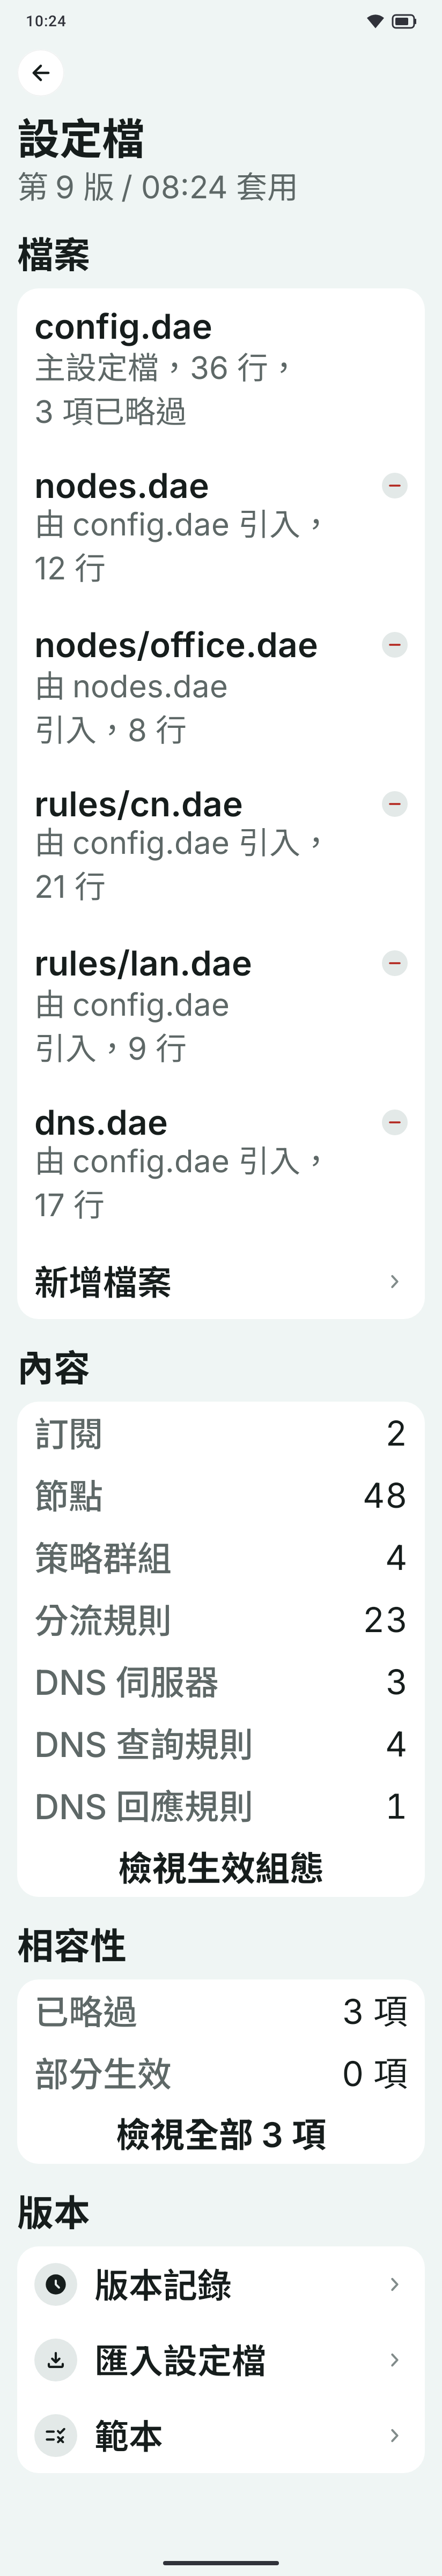 10:24
設定檔
第 9 版 / 08:24 套用
檔案
config.dae
主設定檔，36 行，
3 項已略過
nodes.dae
由 config.dae 引入，
12 行
nodes/office.dae
由 nodes.dae
引入，8 行
rules/cn.dae
由 config.dae 引入，
21 行
rules/lan.dae
由 config.dae
引入，9 行
dns.dae
由 config.dae 引入，
17 行
新增檔案
內容
訂閱 2
節點 48
策略群組 4
分流規則 23
DNS 伺服器 3
DNS 查詢規則 4
DNS 回應規則 1
檢視生效組態
相容性
已略過 3 項
部分生效 0 項
檢視全部 3 項
版本
版本記錄
匯入設定檔
範本